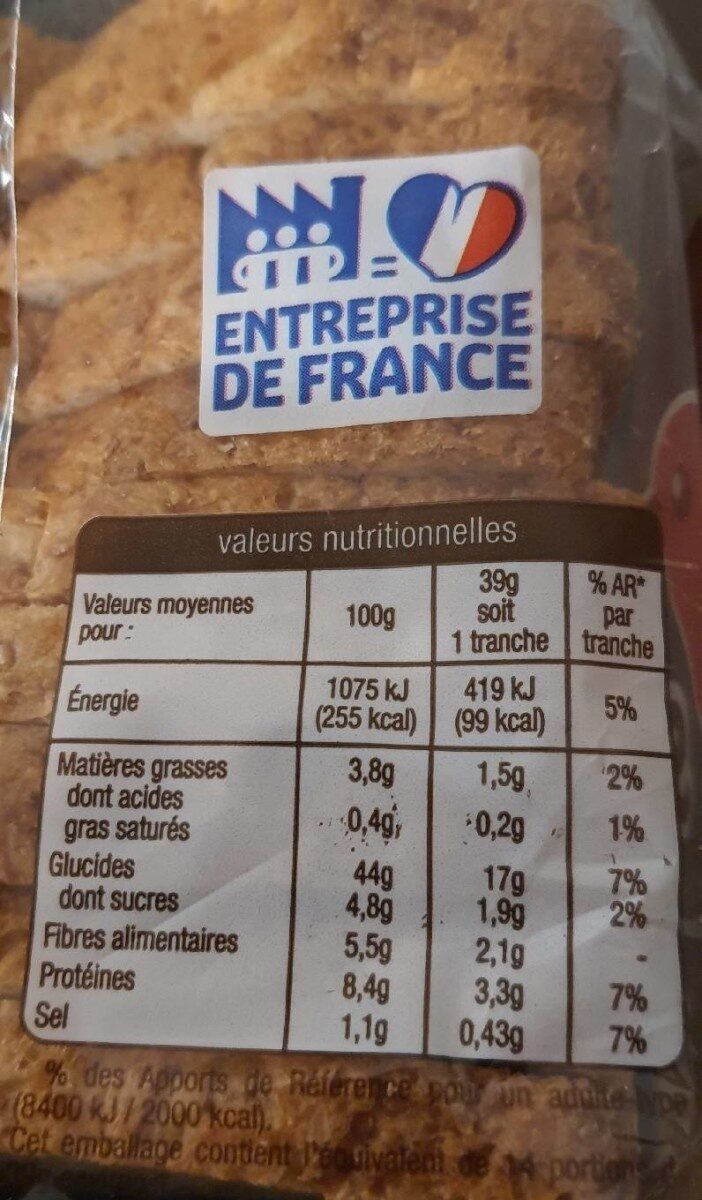 ENTREPRISE
DE FRANCE
valeurs nutritionnelles
Valeurs moyennes pour : 100g 39g soit 1 tranche % AR* par tranche
Énergie 1075 kJ (255 kcal) 419 kJ (99 kcal) 5%
Matières grasses 3,8g 1,5g 2%
dont acides gras saturés 0,4g 0,2g 1%
Glucides 44g 17g 7%
dont sucres 4,8g 1,9g 2%
Fibres alimentaires 5,5g 2,1g -
Protéines 8,4g 3,3g 7%
Sel 1,1g 0,43g 7%
% des Apports de Référence pour un adulte-type
(8400 kJ / 2000 kcal).
Cet emballage contient l'équivalent de 14 portions